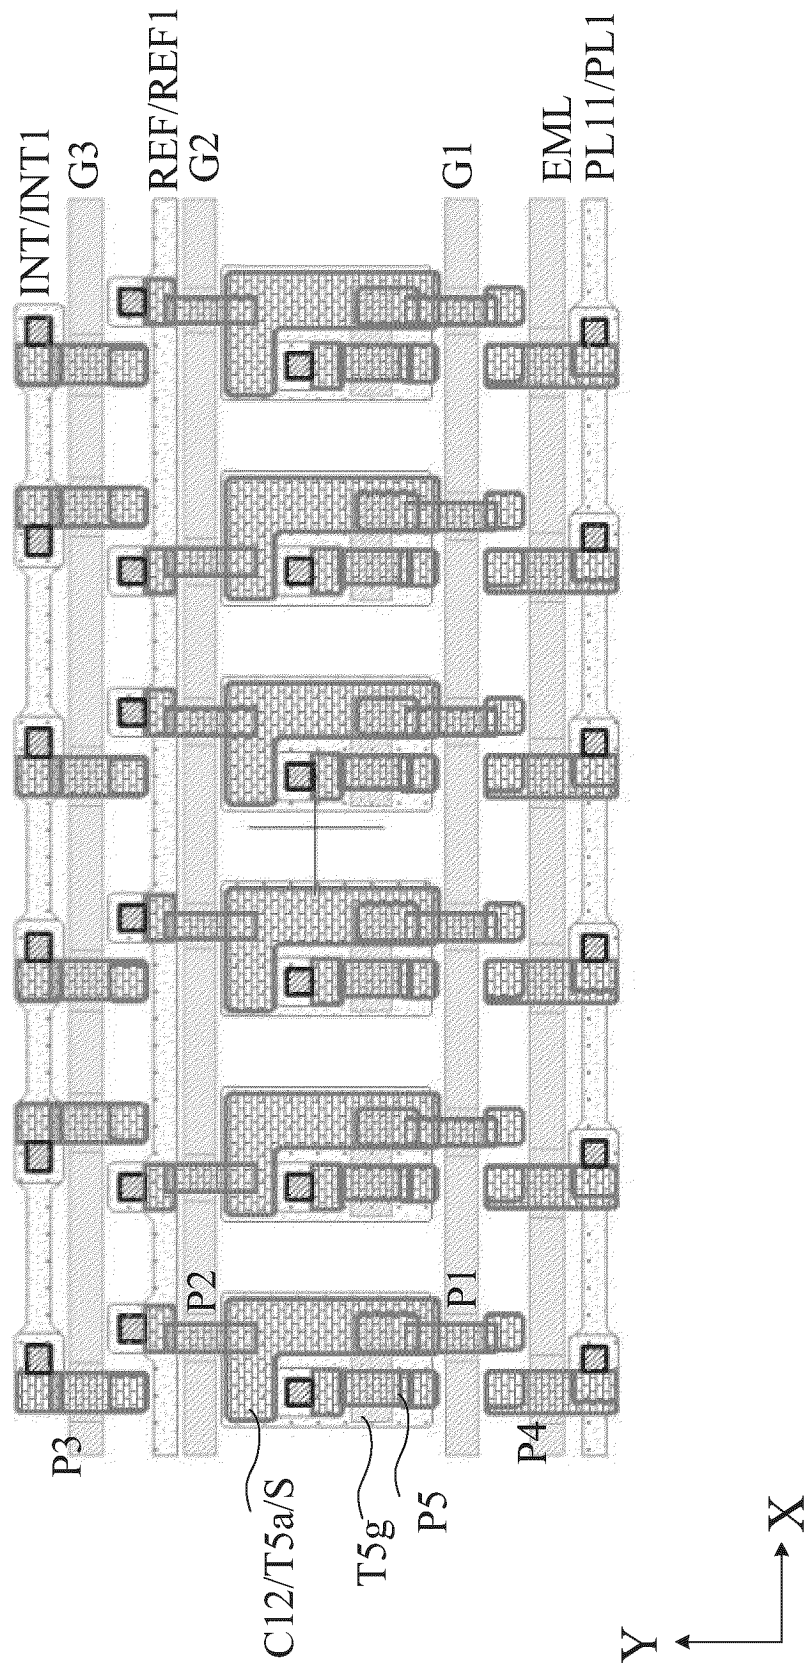 INT/INT1
G3
REF/REF1
G2
G1
EML
PL11/PL1
P3
P2
P1
P4
C12/T5a/S
T5g
P5
Y
X